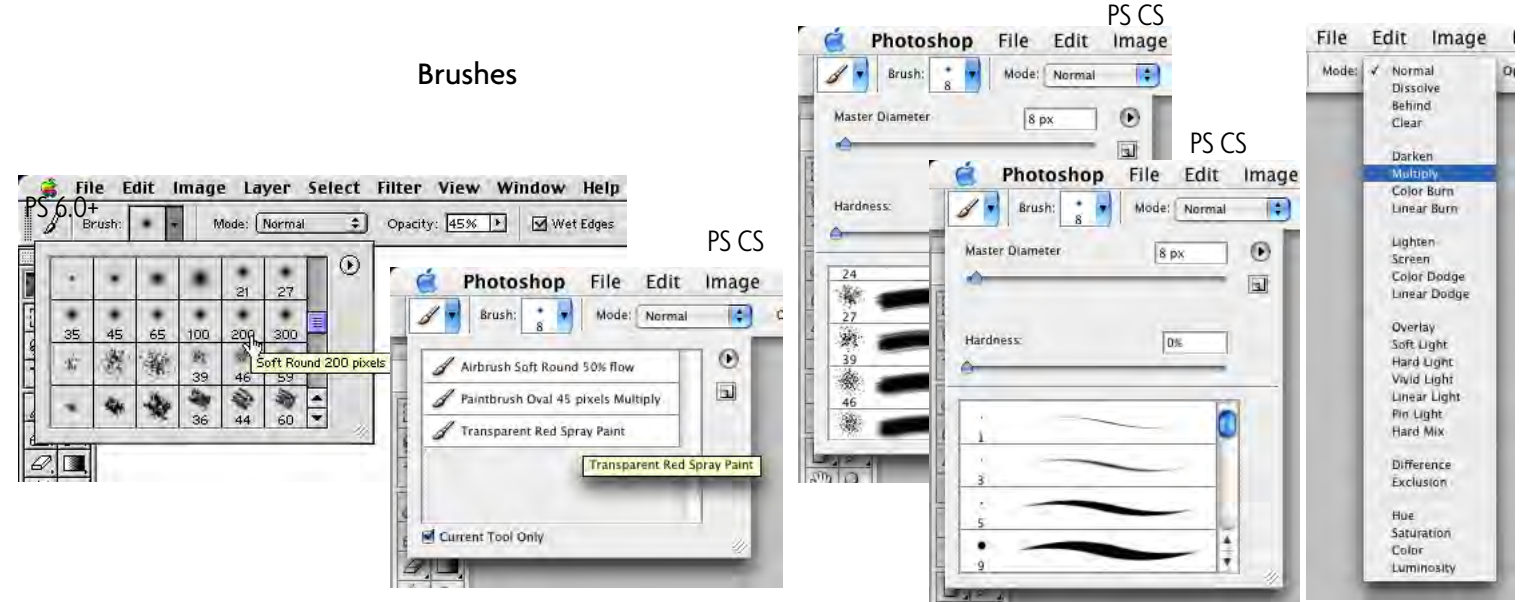 Brushes
PS 6.0+
File Edit Image Layer Select Filter View Window Help
Brush: Mode: Normal Opacity: 45% Wet Edges
21 27
35 45 65 100 200 300
39 46 59
36 44 60
Soft Round 200 pixels
PS CS
Photoshop File Edit Image
Brush: 8 Mode: Normal
Airbrush Soft Round 50% flow
Paintbrush Oval 45 pixels Multiply
Transparent Red Spray Paint
Transparent Red Spray Paint
Current Tool Only
PS CS
Photoshop File Edit Image
Brush: 8 Mode: Normal
Master Diameter 8 px
Hardness:
24
27
39
46
PS CS
Photoshop File Edit Image
Brush: 8 Mode: Normal
Master Diameter 8 px
Hardness: 0%
1
3
5
9
File Edit Image
Mode: ✓ Normal
Dissolve
Behind
Clear
Darken
Multiply
Color Burn
Linear Burn
Lighten
Screen
Color Dodge
Linear Dodge
Overlay
Soft Light
Hard Light
Vivid Light
Linear Light
Pin Light
Hard Mix
Difference
Exclusion
Hue
Saturation
Color
Luminosity